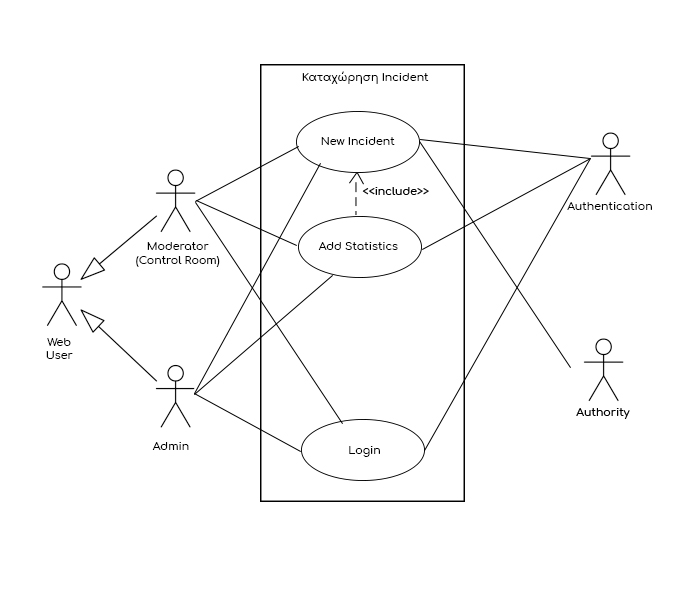 Καταχώρηση Incident
New Incident
<<include>>
Add Statistics
Login
Moderator
(Control Room)
Web
User
Admin
Authentication
Authority